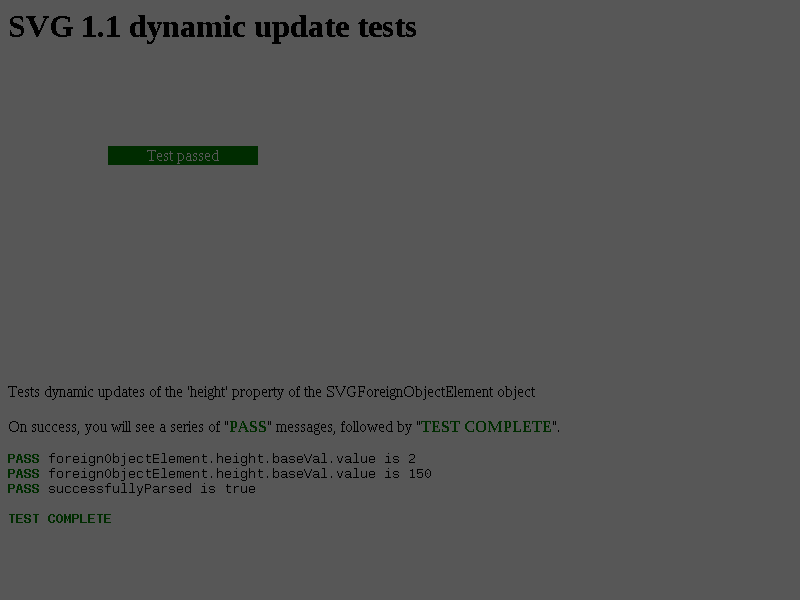 SVG 1.1 dynamic update tests
Test passed
Tests dynamic updates of the 'height' property of the SVGForeignObjectElement object
On success, you will see a series of "PASS" messages, followed by "TEST COMPLETE".
PASS foreignObjectElement.height.baseVal.value is 2
PASS foreignObjectElement.height.baseVal.value is 150
PASS successfullyParsed is true
TEST COMPLETE